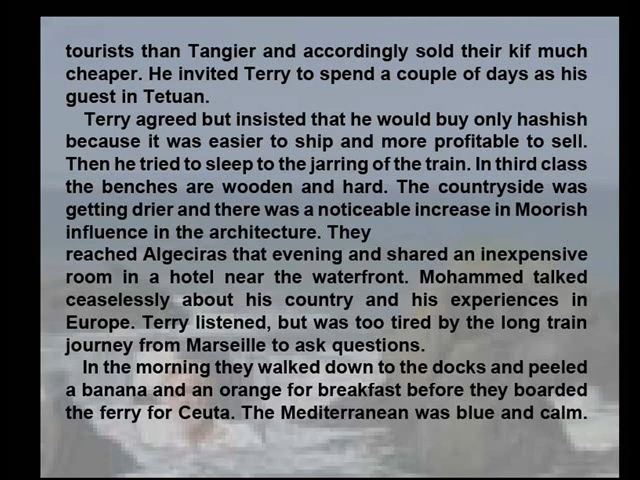 tourists than Tangier and accordingly sold their kif much
cheaper. He invited Terry to spend a couple of days as his
guest in Tetuan.
Terry agreed but insisted that he would buy only hashish
because it was easier to ship and more profitable to sell.
Then he tried to sleep to the jarring of the train. In third class
the benches are wooden and hard. The countryside was
getting drier and there was a noticeable increase in Moorish
influence in the architecture. They
reached Algeciras that evening and shared an inexpensive
room in a hotel near the waterfront. Mohammed talked
ceaselessly about his country and his experiences in
Europe. Terry listened, but was too tired by the long train
journey from Marseille to ask questions.
In the morning they walked down to the docks and peeled
a banana and an orange for breakfast before they boarded
the ferry for Ceuta. The Mediterranean was blue and calm.